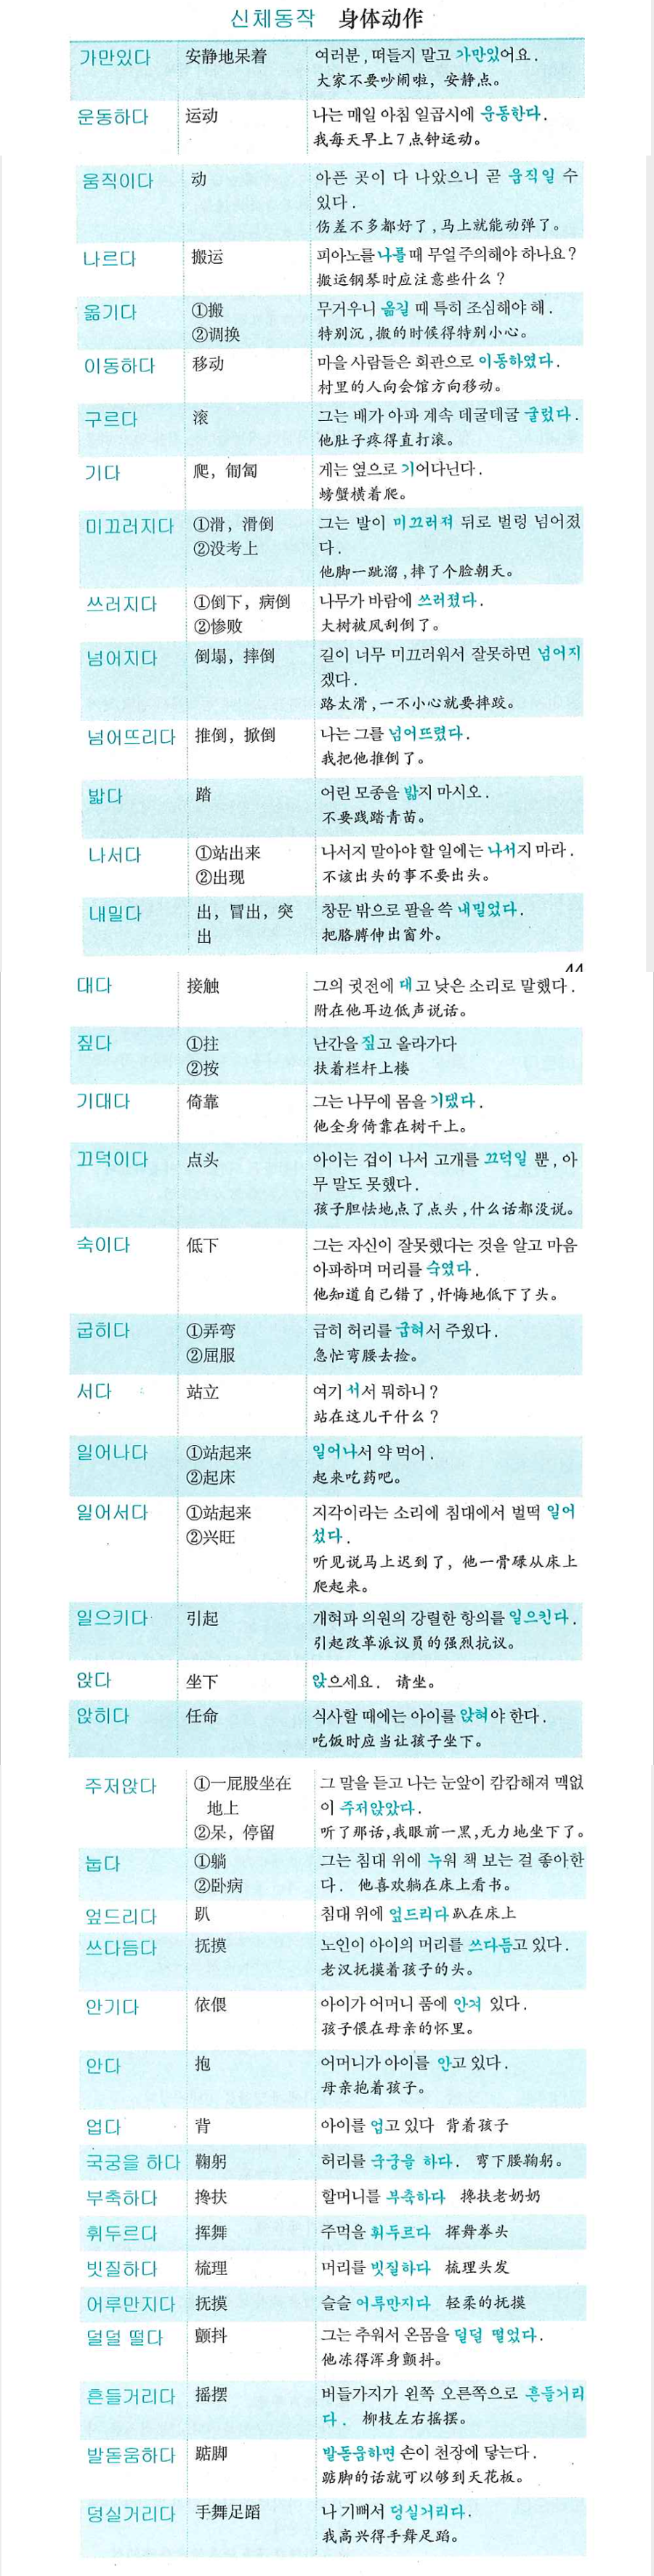 신체동작 身体动作
가만있다 安静地呆着 여러분,떠들지 말고 가만있어요.
大家不要吵闹啦，安静点。
운동하다 运动 나는 매일 아침 일곱시에 운동한다.
我每天早上7点钟运动。
움직이다 动 아픈 곳이 다 나았으니 곧 움직일 수
있다.
伤差不多都好了,马上就能动弹了。
나르다 搬运 피아노를 나를 때 무얼 주의해야 하나요?
搬运钢琴时应注意些什么?
옮기다 ①搬 무거우니 옮길 때 특히 조심해야 해.
②调换 特别沉,搬的时候得特别小心。
이동하다 移动 마을 사람들은 회관으로 이동하였다.
村里的人向会馆方向移动。
구르다 滚 그는 배가 아파 계속 데굴데굴 굴렀다.
他肚子疼得直打滚。
기다 爬，匍匐 게는 옆으로 기어다닌다.
螃蟹横着爬。
미끄러지다 ①滑，滑倒 그는 발이 미끄러져 뒤로 벌렁 넘어졌
②没考上 다.
他脚一跐溜,摔了个脸朝天。
쓰러지다 ①倒下，病倒 나무가 바람에 쓰러졌다.
②惨败 大树被风刮倒了。
넘어지다 倒塌，摔倒 길이 너무 미끄러워서 잘못하면 넘어지
겠다.
路太滑,一不小心就要摔跤。
넘어뜨리다 推倒，掀倒 나는 그를 넘어뜨렸다.
我把他推倒了。
밟다 踏 어린 모종을 밟지 마시오.
不要践踏青苗。
나서다 ①站出来 나서지 말아야 할 일에는 나서지 마라.
②出现 不该出头的事不要出头。
내밀다 出，冒出，突 창문 밖으로 팔을 쑥 내밀었다.
出 把胳膊伸出窗外。
44
대다 接触 그의 귓전에 대고 낮은 소리로 말했다.
附在他耳边低声说话。
짚다 ①拄 난간을 짚고 올라가다
②按 扶着栏杆上楼
기대다 倚靠 그는 나무에 몸을 기댔다.
他全身倚靠在树干上。
끄덕이다 点头 아이는 겁이 나서 고개를 끄덕일 뿐,아
무 말도 못했다.
孩子胆怯地点了点头,什么话都没说。
숙이다 低下 그는 자신이 잘못했다는 것을 알고 마음
아파하며 머리를 숙였다.
他知道自己错了,忏悔地低下了头。
굽히다 ①弄弯 급히 허리를 굽혀서 주웠다.
②屈服 急忙弯腰去捡。
서다 站立 여기 서서 뭐하니?
站在这儿干什么?
일어나다 ①站起来 일어나서 약 먹어.
②起床 起来吃药吧。
일어서다 ①站起来 지각이라는 소리에 침대에서 벌떡 일어
②兴旺 섰다.
听见说马上迟到了，他一骨碌从床上
爬起来。
일으키다 引起 개혁파 의원의 강렬한 항의를 일으킨다.
引起改革派议员的强烈抗议。
앉다 坐下 앉으세요. 请坐。
앉히다 任命 식사할 때에는 아이를 앉혀야 한다.
吃饭时应当让孩子坐下。
주저앉다 ①一屁股坐在 그 말을 듣고 나는 눈앞이 캄캄해져 맥없
地上 이 주저앉았다.
②呆，停留 听了那话,我眼前一黑,无力地坐下了。
눕다 ①躺 그는 침대 위에 누워 책 보는 걸 좋아한
②卧病 다. 他喜欢躺在床上看书。
엎드리다 趴 침대 위에 엎드리다 趴在床上
쓰다듬다 抚摸 노인이 아이의 머리를 쓰다듬고 있다.
老汉抚摸着孩子的头。
안기다 依偎 아이가 어머니 품에 안겨 있다.
孩子偎在母亲的怀里。
안다 抱 어머니가 아이를 안고 있다.
母亲抱着孩子。
업다 背 아이를 업고 있다 背着孩子
국궁을 하다 鞠躬 허리를 국궁을 하다. 弯下腰鞠躬。
부축하다 搀扶 할머니를 부축하다 搀扶老奶奶
휘두르다 挥舞 주먹을 휘두르다 挥舞拳头
빗질하다 梳理 머리를 빗질하다 梳理头发
어루만지다 抚摸 슬슬 어루만지다 轻柔的抚摸
덜덜 떨다 颤抖 그는 추워서 온몸을 덜덜 떨었다.
他冻得浑身颤抖。
흔들거리다 摇摆 버들가지가 왼쪽 오른쪽으로 흔들거리
다. 柳枝左右摇摆。
발돋움하다 踮脚 발돋움하면 손이 천장에 닿는다.
踮脚的话就可以够到天花板。
덩실거리다 手舞足蹈 나 기뻐서 덩실거리다.
我高兴得手舞足蹈。